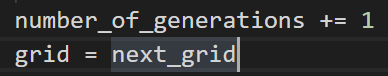 number_of_generations += 1
grid = next_grid